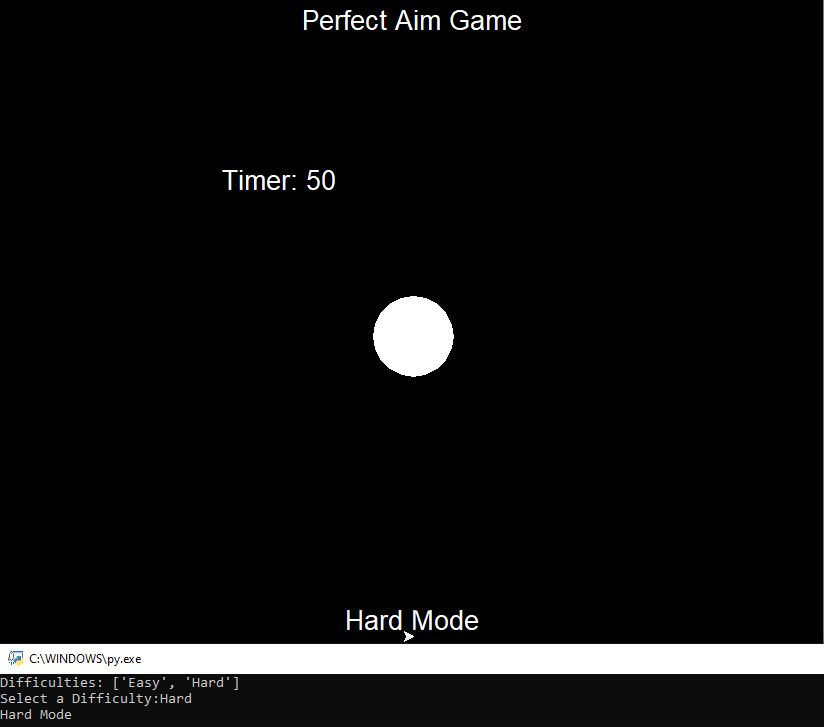 Perfect Aim Game
Timer: 50
Hard Mode
C:\WINDOWS\py.exe
Difficulties: ['Easy', 'Hard']
Select a Difficulty:Hard
Hard Mode